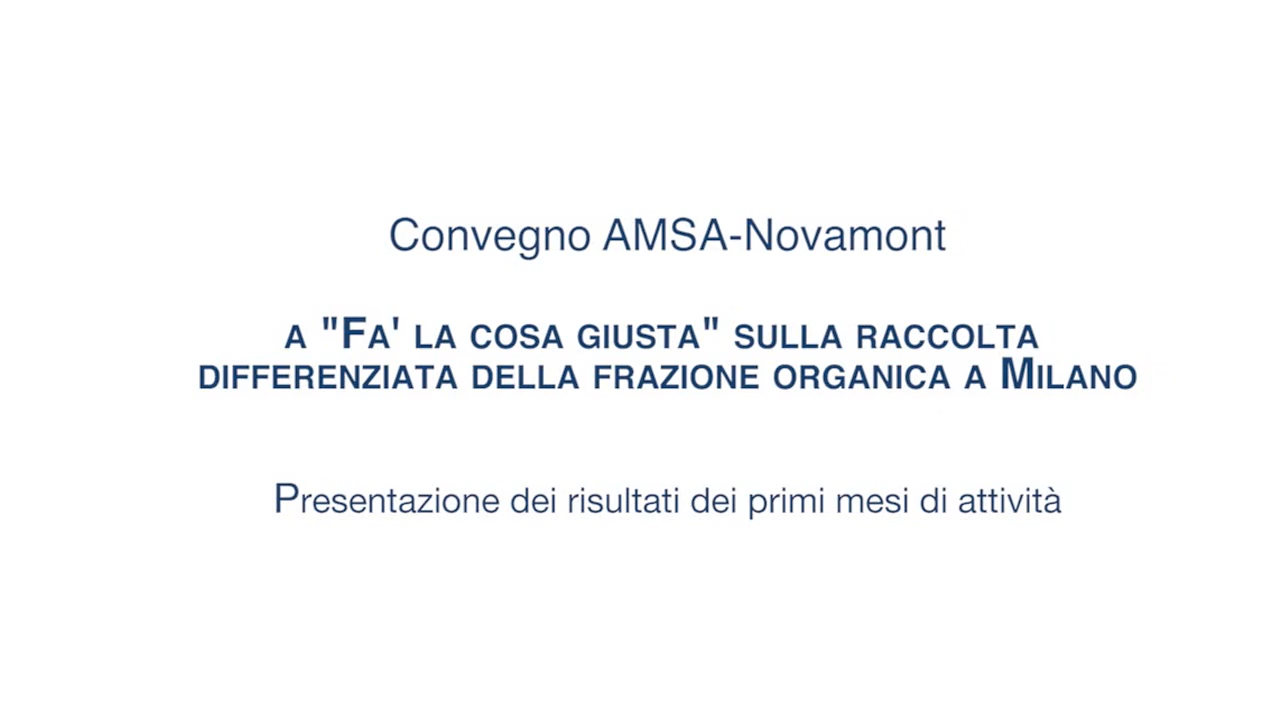 Convegno AMSA-Novamont
A "FA' LA COSA GIUSTA" SULLA RACCOLTA
DIFFERENZIATA DELLA FRAZIONE ORGANICA A MILANO
Presentazione dei risultati dei primi mesi di attività